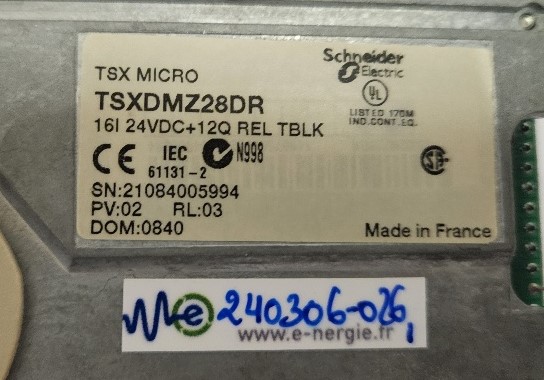 Schneider
Electric
TSX MICRO
TSXDMZ28DR
UL
LISTED 170M
IND.CONT.EQ.
16I 24VDC+12Q REL TBLK
CE IEC
61131-2
N998
SN:21084005994
PV:02 RL:03
DOM:0840
Made in France
240306-026
www.e-nergie.fr